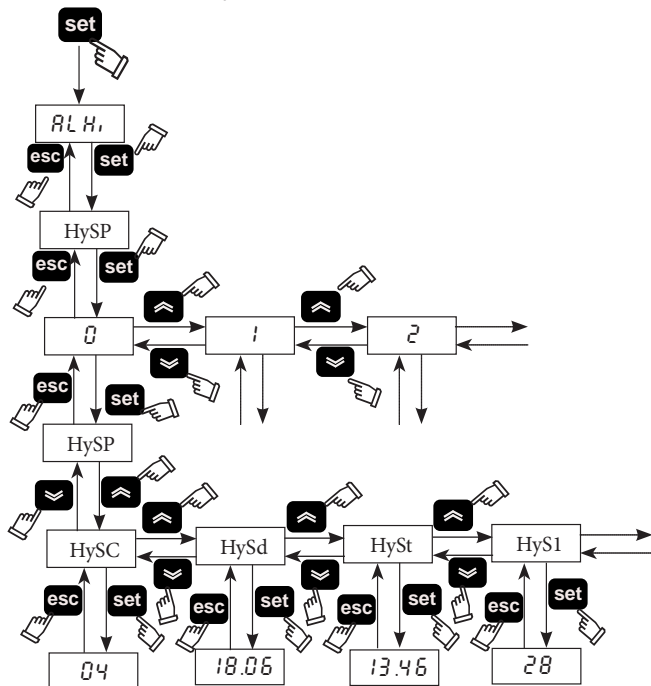 set
ALHi
esc
set
HySP
esc
set
0
1
2
esc
set
HySP
HySC
HySd
HySt
HyS1
esc
set
esc
set
esc
set
esc
set
04
18.06
13.46
28